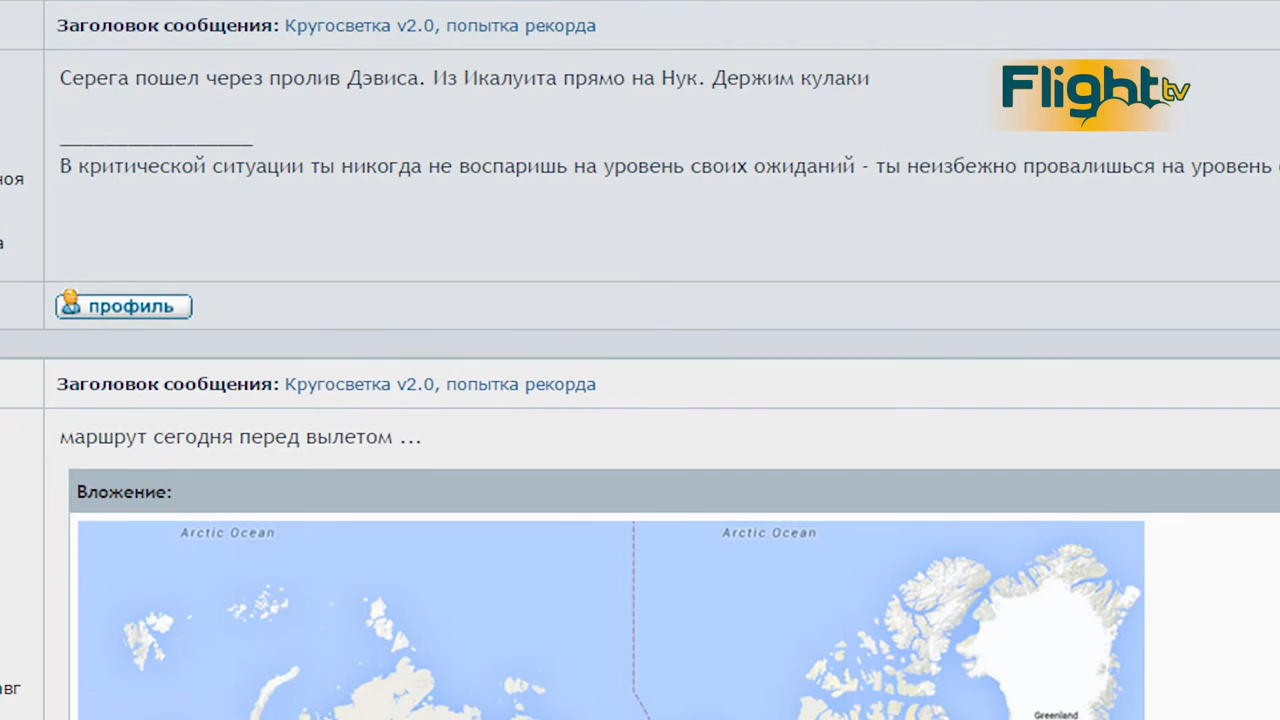 Заголовок сообщения: Кругосветка v2.0, попытка рекорда
Серега пошел через пролив Дэвиса. Из Икалуита прямо на Нук. Держим кулаки
Flight tv
В критической ситуации ты никогда не воспаришь на уровень своих ожиданий - ты неизбежно провалишься на уровень
профиль
Заголовок сообщения: Кругосветка v2.0, попытка рекорда
маршрут сегодня перед вылетом ...
Вложение:
Arctic Ocean Arctic Ocean
Greenland